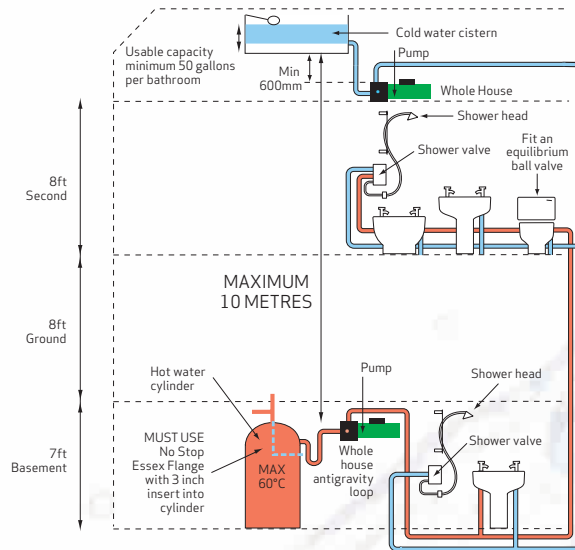 Cold water cistern
Usable capacity
minimum 50 gallons
per bathroom
Pump
Min
600mm
Whole House
Shower head
Shower valve
Fit an
equilibrium
ball valve
8ft
Second
MAXIMUM
10 METRES
8ft
Ground
Hot water
cylinder
Pump
Shower head
MUST USE
No Stop
Essex Flange
with 3 inch
insert into
cylinder
MAX
60°C
Whole
house
antigravity
loop
Shower valve
7ft
Basement